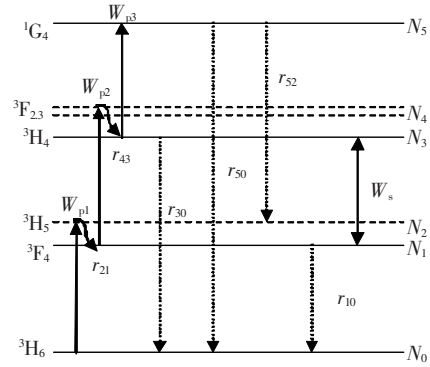 W_p3
¹G₄ N₅
r₅₂
W_p2
³F₂.₃ N₄
³H₄ N₃
r₄₃
r₅₀
W_p1 r₃₀ W_s
³H₅ N₂
³F₄ N₁
r₂₁
r₁₀
³H₆ N₀